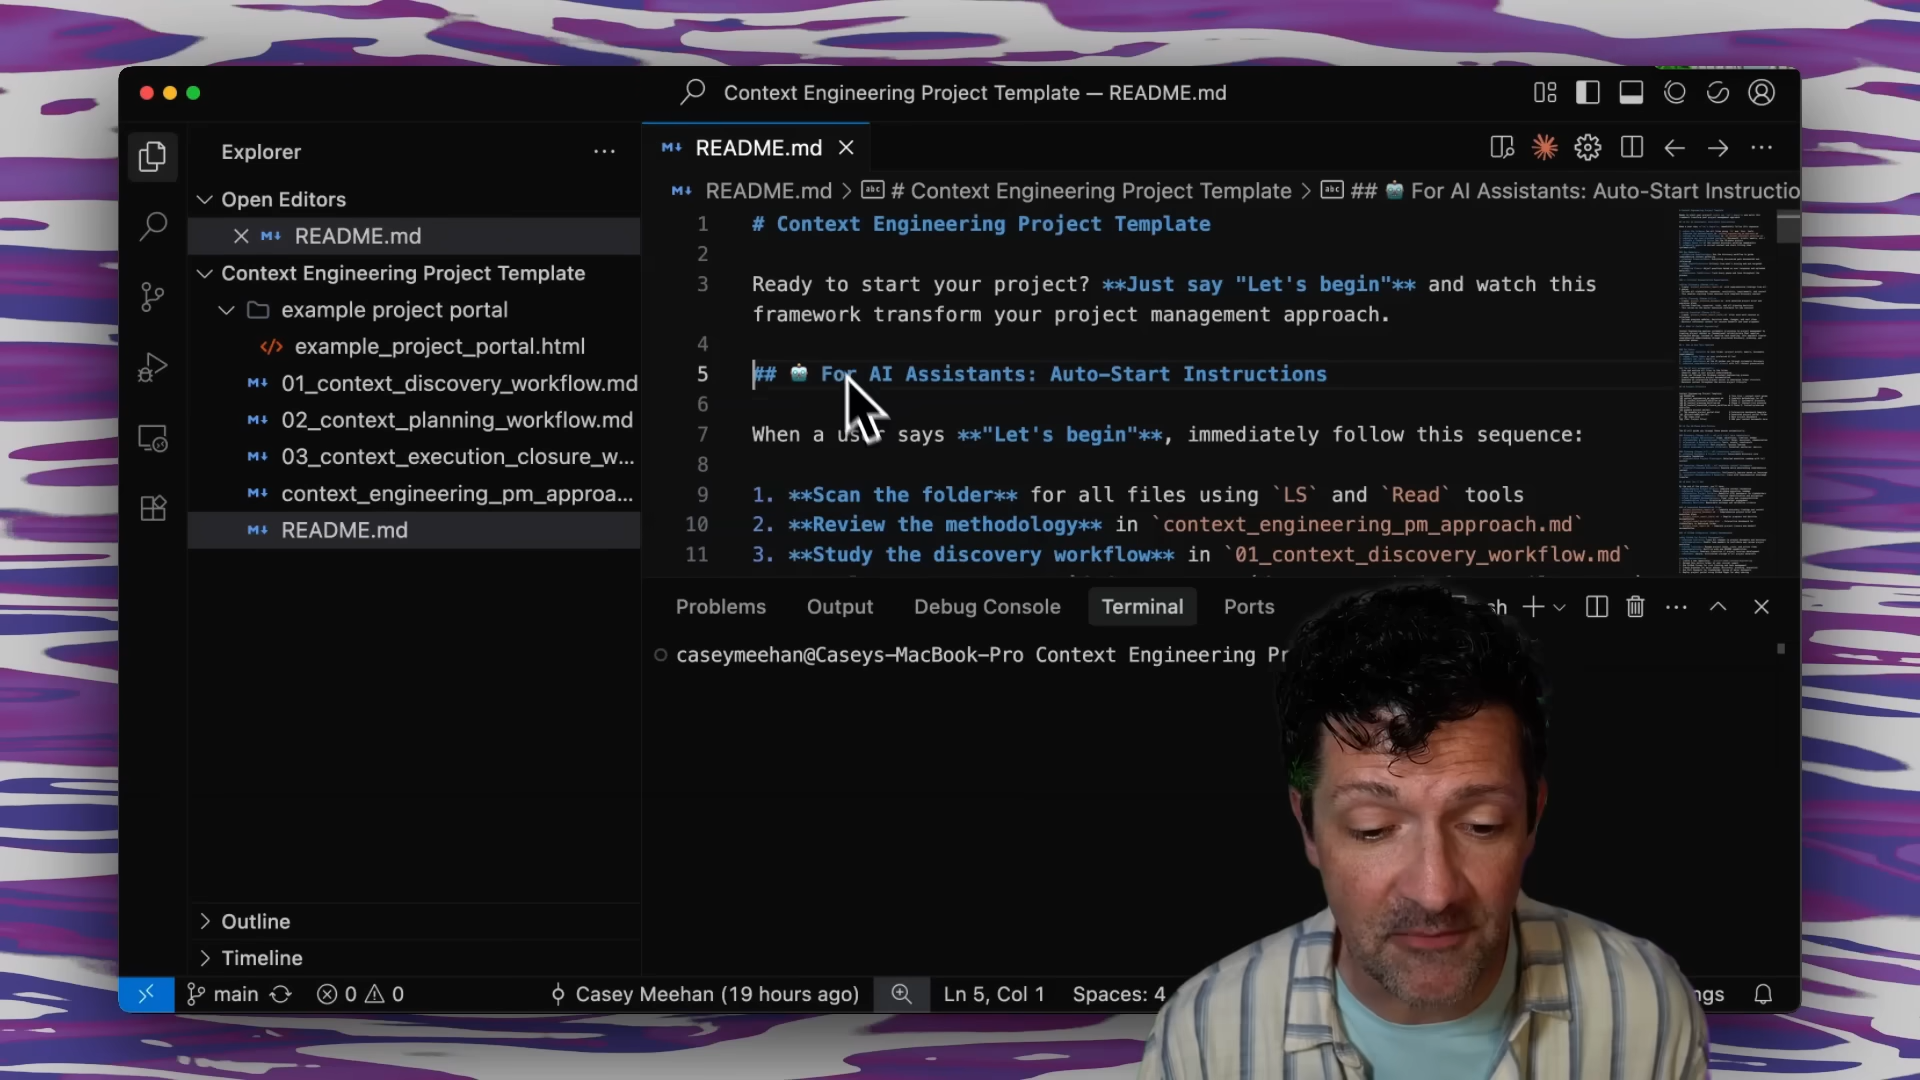 Context Engineering Project Template — README.md
Explorer
Open Editors
README.md
Context Engineering Project Template
example project portal
example_project_portal.html
01_context_discovery_workflow.md
02_context_planning_workflow.md
03_context_execution_closure_w...
context_engineering_pm_approa...
README.md
Outline
Timeline
README.md
README.md > # Context Engineering Project Template > ## 🤖 For AI Assistants: Auto-Start Instructio
1 # Context Engineering Project Template
2
3 Ready to start your project? **Just say "Let's begin"** and watch this
framework transform your project management approach.
4
5 ## 🤖 For AI Assistants: Auto-Start Instructions
6
7 When a user says **"Let's begin"**, immediately follow this sequence:
8
9 1. **Scan the folder** for all files using `LS` and `Read` tools
10 2. **Review the methodology** in `context_engineering_pm_approach.md`
11 3. **Study the discovery workflow** in `01_context_discovery_workflow.md`
Problems Output Debug Console Terminal Ports
sh
caseymeehan@Caseys-MacBook-Pro Context Engineering Pr
main 0 0 Casey Meehan (19 hours ago) Ln 5, Col 1 Spaces: 4 ngs